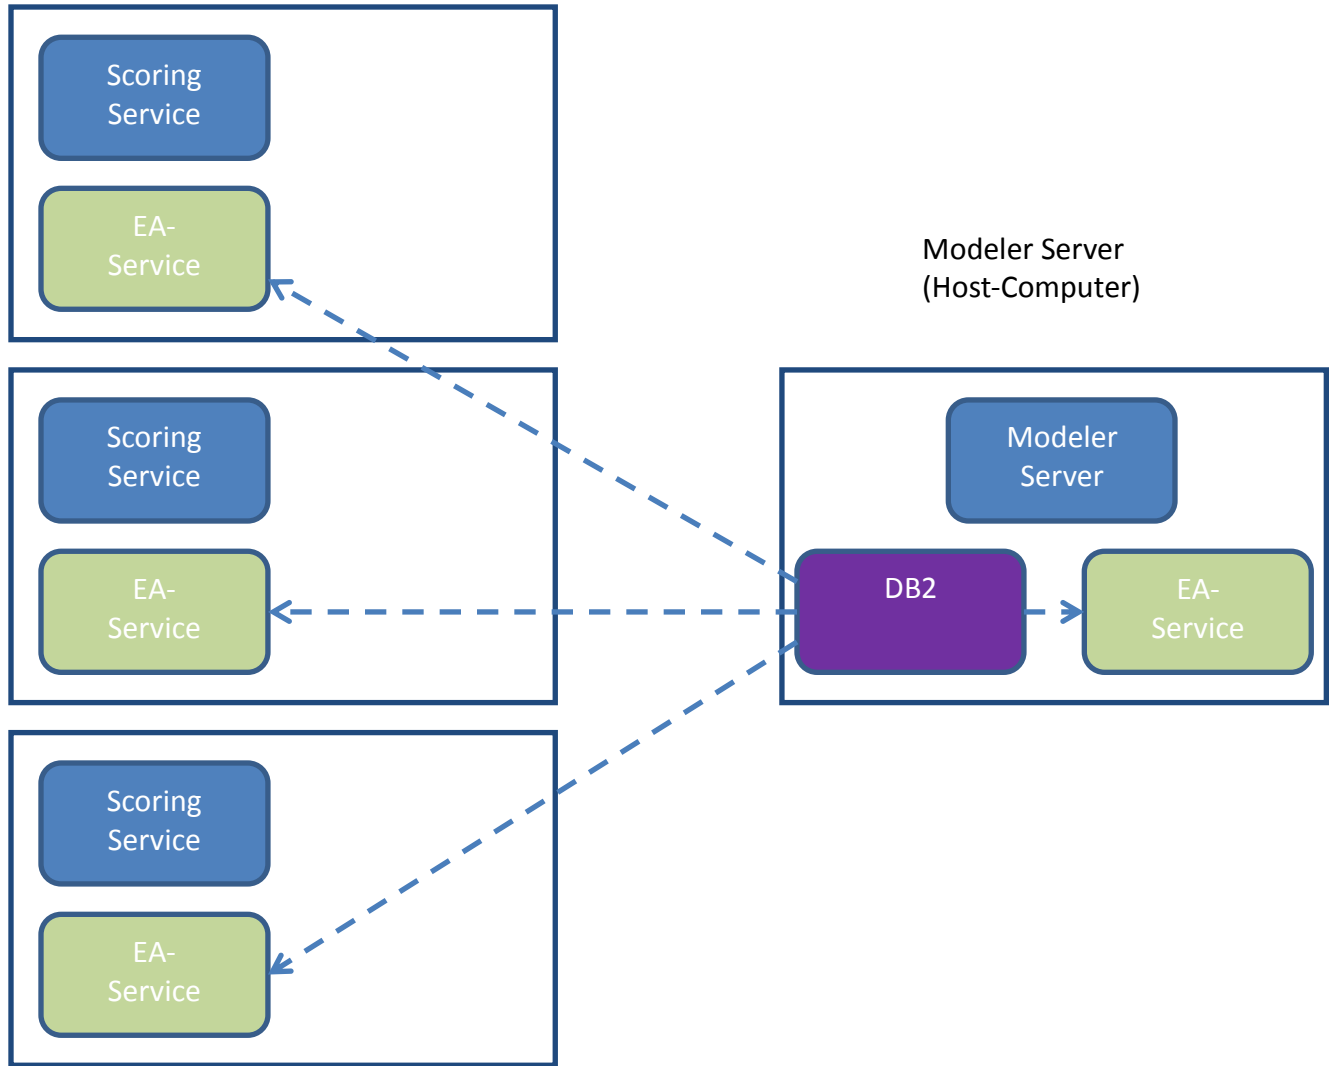 Scoring
Service
EA-
Service
Scoring
Service
EA-
Service
Scoring
Service
EA-
Service
Modeler Server
(Host-Computer)
Modeler
Server
DB2
EA-
Service